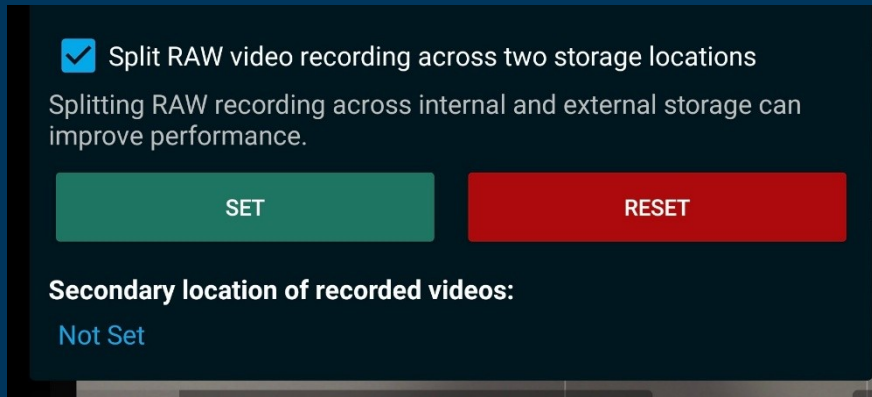 Split RAW video recording across two storage locations
Splitting RAW recording across internal and external storage can
improve performance.
SET
RESET
Secondary location of recorded videos:
Not Set